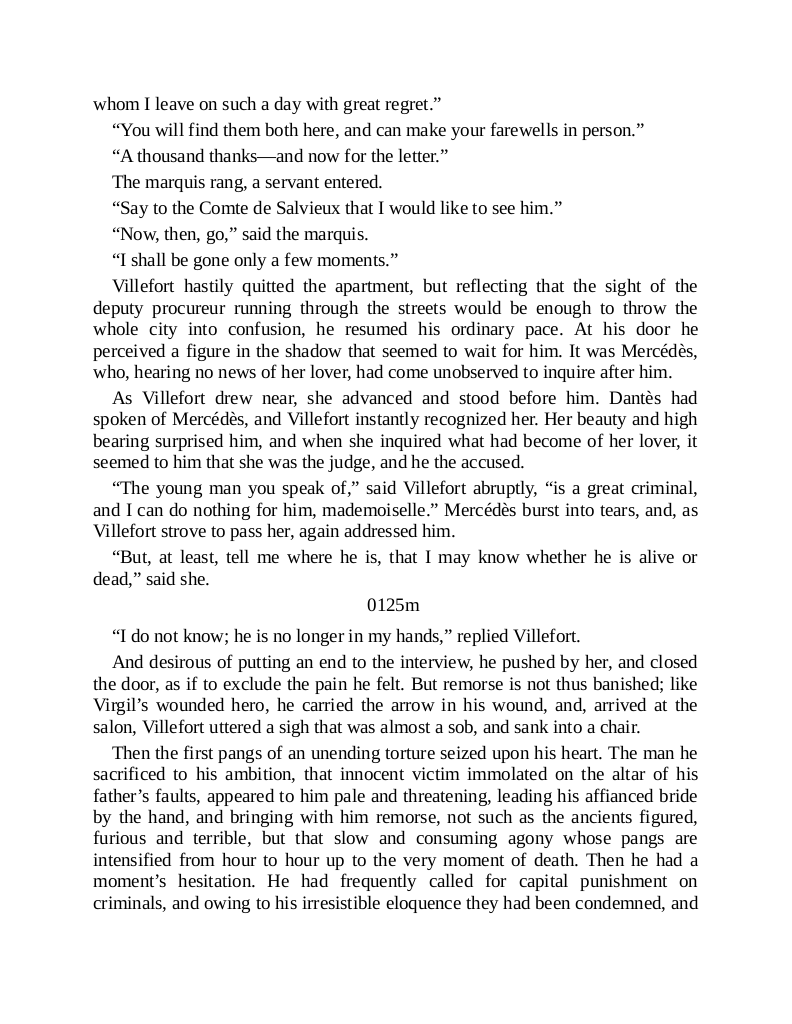 whom I leave on such a day with great regret.”
“You will find them both here, and can make your farewells in person.”
“A thousand thanks—and now for the letter.”
The marquis rang, a servant entered.
“Say to the Comte de Salvieux that I would like to see him.”
“Now, then, go,” said the marquis.
“I shall be gone only a few moments.”
Villefort hastily quitted the apartment, but reflecting that the sight of the
deputy procureur running through the streets would be enough to throw the
whole city into confusion, he resumed his ordinary pace. At his door he
perceived a figure in the shadow that seemed to wait for him. It was Mercédès,
who, hearing no news of her lover, had come unobserved to inquire after him.
As Villefort drew near, she advanced and stood before him. Dantès had
spoken of Mercédès, and Villefort instantly recognized her. Her beauty and high
bearing surprised him, and when she inquired what had become of her lover, it
seemed to him that she was the judge, and he the accused.
“The young man you speak of,” said Villefort abruptly, “is a great criminal,
and I can do nothing for him, mademoiselle.” Mercédès burst into tears, and, as
Villefort strove to pass her, again addressed him.
“But, at least, tell me where he is, that I may know whether he is alive or
dead,” said she.
0125m
“I do not know; he is no longer in my hands,” replied Villefort.
And desirous of putting an end to the interview, he pushed by her, and closed
the door, as if to exclude the pain he felt. But remorse is not thus banished; like
Virgil’s wounded hero, he carried the arrow in his wound, and, arrived at the
salon, Villefort uttered a sigh that was almost a sob, and sank into a chair.
Then the first pangs of an unending torture seized upon his heart. The man he
sacrificed to his ambition, that innocent victim immolated on the altar of his
father’s faults, appeared to him pale and threatening, leading his affianced bride
by the hand, and bringing with him remorse, not such as the ancients figured,
furious and terrible, but that slow and consuming agony whose pangs are
intensified from hour to hour up to the very moment of death. Then he had a
moment’s hesitation. He had frequently called for capital punishment on
criminals, and owing to his irresistible eloquence they had been condemned, and